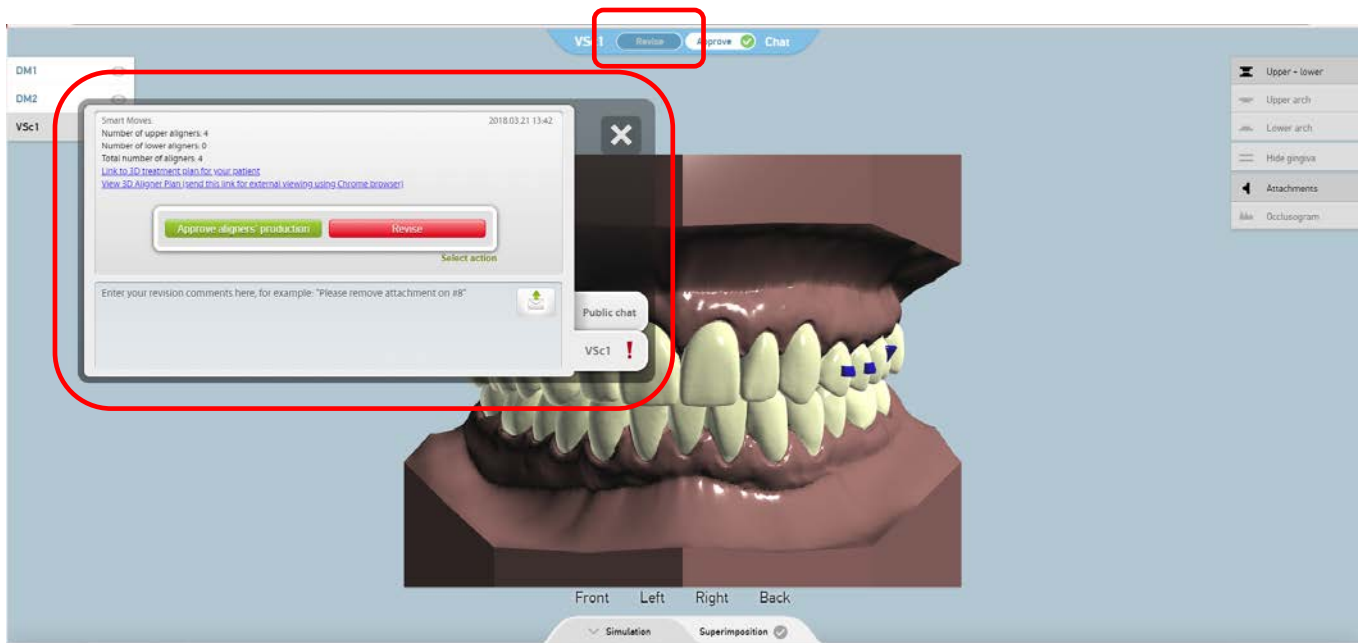 VSc1 Revise Approve Chat
DM1
DM2
VSc1
Smart Moves. 2018.03.21 13:42
Number of upper aligners: 4
Number of lower aligners: 0
Total number of aligners: 4
Link to 3D treatment plan for your patient
View 3D Aligner Plan (send this link for external viewing using Chrome browser)
Approve aligners' production Revise
Select action
Enter your revision comments here, for example: "Please remove attachment on #8"
Public chat
VSc1 !
Upper + lower
Upper arch
Lower arch
Hide gingiva
Attachments
Occlusogram
Front Left Right Back
Simulation Superimposition